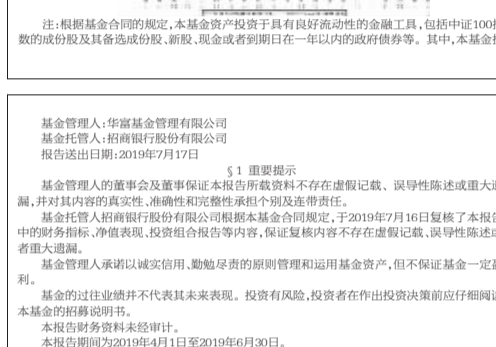 注:根据基金合同的规定,本基金资产投资于具有良好流动性的金融工具,包括中证100指
数的成份股及其备选成份股、新股、现金或者到期日在一年以内的政府债券等。其中,本基金投
基金管理人:华富基金管理有限公司
基金托管人:招商银行股份有限公司
报告送出日期:2019年7月17日
§1 重要提示
基金管理人的董事会及董事保证本报告所载资料不存在虚假记载、误导性陈述或重大遗
漏,并对其内容的真实性、准确性和完整性承担个别及连带责任。
基金托管人招商银行股份有限公司根据本基金合同规定,于2019年7月16日复核了本报告
中的财务指标、净值表现、投资组合报告等内容,保证复核内容不存在虚假记载、误导性陈述或
者重大遗漏。
基金管理人承诺以诚实信用、勤勉尽责的原则管理和运用基金资产,但不保证基金一定盈
利。
基金的过往业绩并不代表其未来表现。投资有风险,投资者在作出投资决策前应仔细阅读
本基金的招募说明书。
本报告财务资料未经审计。
本报告期间为2019年4月1日至2019年6月30日。